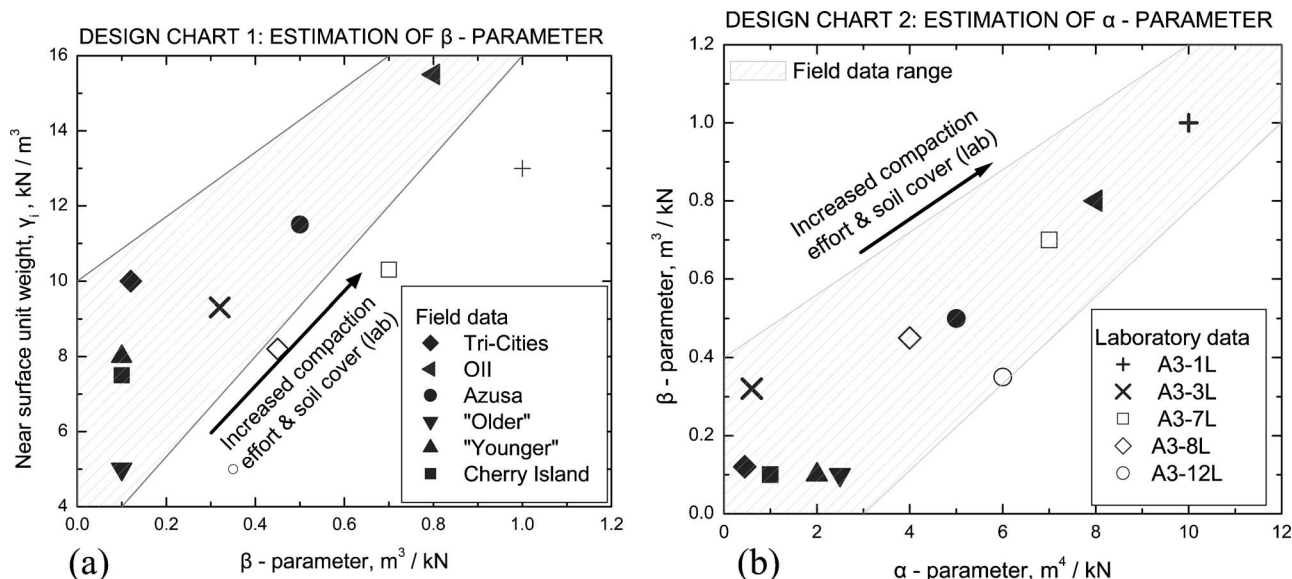 DESIGN CHART 1: ESTIMATION OF β - PARAMETER
16
14
12
10
8
6
4
Near surface unit weight, γi , kN / m³
0.0 0.2 0.4 0.6 0.8 1.0 1.2
β - parameter, m³ / kN
(a)
Increased compaction
effort & soil cover (lab)
Field data
Tri-Cities
OII
Azusa
"Older"
"Younger"
Cherry Island
DESIGN CHART 2: ESTIMATION OF α - PARAMETER
1.2
1.0
0.8
0.6
0.4
0.2
0.0
β - parameter, m³ / kN
Field data range
Increased compaction
effort & soil cover (lab)
Laboratory data
A3-1L
A3-3L
A3-7L
A3-8L
A3-12L
0 2 4 6 8 10 12
α - parameter, m⁴ / kN
(b)